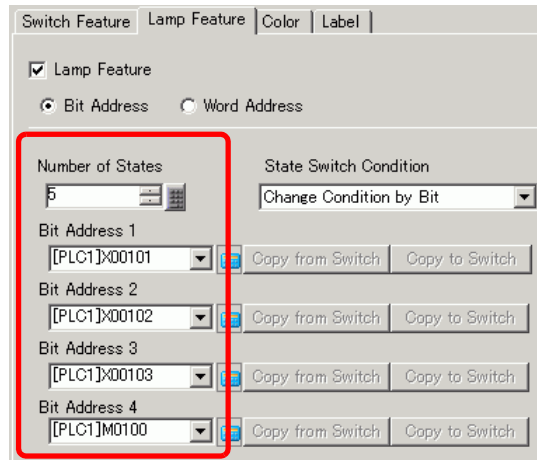 Switch Feature Lamp Feature Color Label
Lamp Feature
Bit Address Word Address
Number of States State Switch Condition
5 Change Condition by Bit
Bit Address 1
[PLC1]X00101 Copy from Switch Copy to Switch
Bit Address 2
[PLC1]X00102 Copy from Switch Copy to Switch
Bit Address 3
[PLC1]X00103 Copy from Switch Copy to Switch
Bit Address 4
[PLC1]M0100 Copy from Switch Copy to Switch